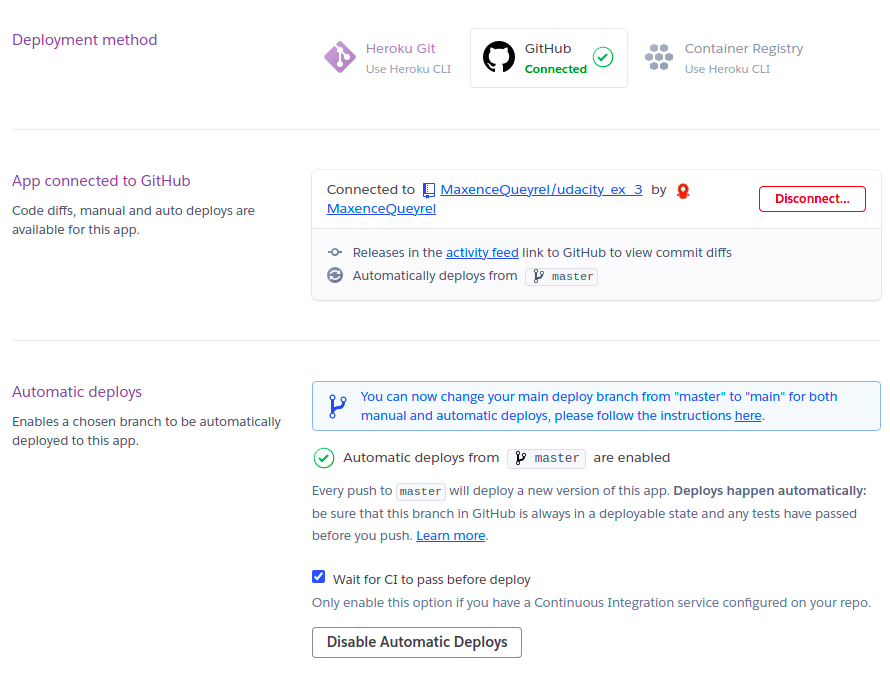 Deployment method
Heroku Git
Use Heroku CLI
GitHub
Connected
Container Registry
Use Heroku CLI
App connected to GitHub
Code diffs, manual and auto deploys are
available for this app.
Connected to MaxenceQueyrel/udacity_ex_3 by
MaxenceQueyrel
Disconnect...
Releases in the activity feed link to GitHub to view commit diffs
Automatically deploys from master
Automatic deploys
Enables a chosen branch to be automatically
deployed to this app.
You can now change your main deploy branch from "master" to "main" for both
manual and automatic deploys, please follow the instructions here.
Automatic deploys from master are enabled
Every push to master will deploy a new version of this app. Deploys happen automatically:
be sure that this branch in GitHub is always in a deployable state and any tests have passed
before you push. Learn more.
Wait for CI to pass before deploy
Only enable this option if you have a Continuous Integration service configured on your repo.
Disable Automatic Deploys